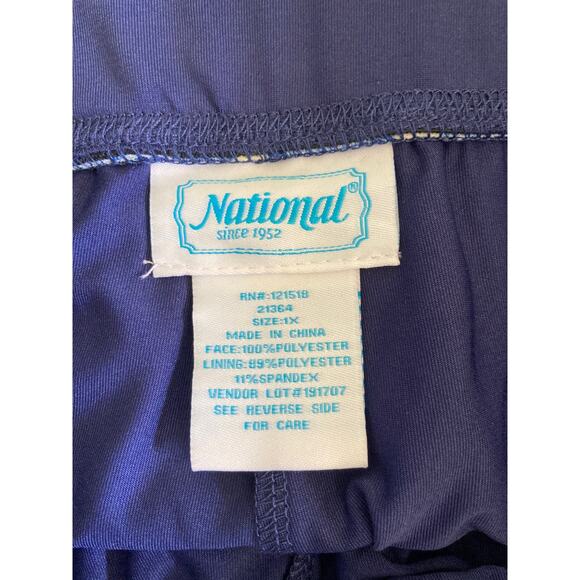 National®
since 1952
RN#:121518
21364
SIZE:1X
MADE IN CHINA
FACE:100%POLYESTER
LINING:89%POLYESTER
11%SPANDEX
VENDOR LOT#191707
SEE REVERSE SIDE
FOR CARE